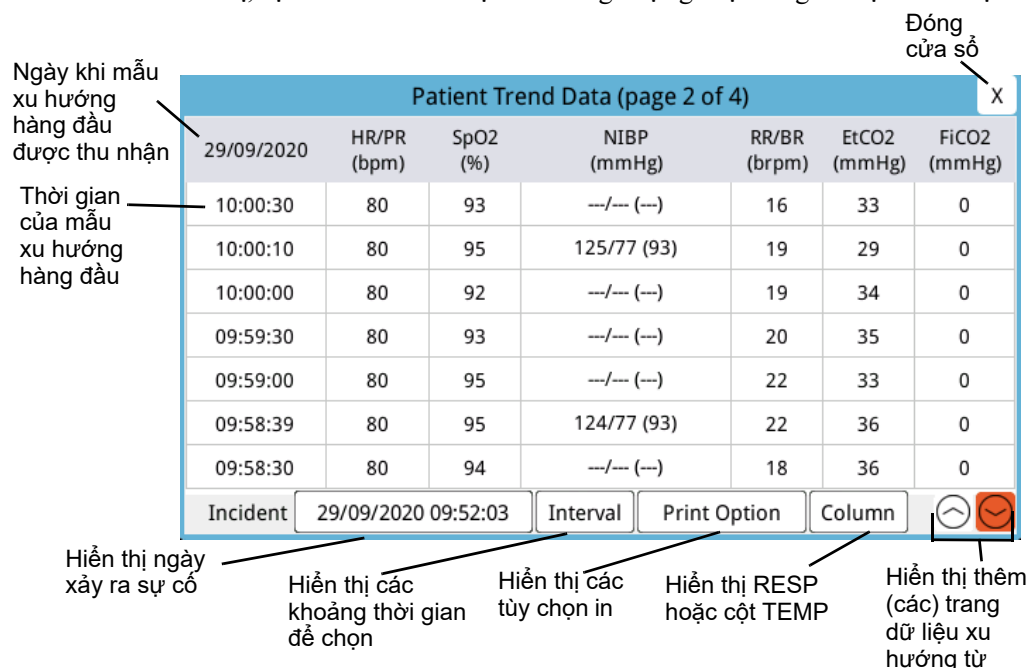 Đóng
cửa sổ
Ngày khi mẫu
xu hướng
hàng đầu
được thu nhận
Patient Trend Data (page 2 of 4)
X
29/09/2020 HR/PR (bpm) SpO2 (%) NIBP (mmHg) RR/BR (brpm) EtCO2 (mmHg) FiCO2 (mmHg)
Thời gian
của mẫu
xu hướng
hàng đầu
10:00:30 80 93 ---/--- (---) 16 33 0
10:00:10 80 95 125/77 (93) 19 29 0
10:00:00 80 92 ---/--- (---) 19 34 0
09:59:30 80 93 ---/--- (---) 20 35 0
09:59:00 80 95 ---/--- (---) 22 33 0
09:58:39 80 95 124/77 (93) 22 36 0
09:58:30 80 94 ---/--- (---) 18 36 0
Incident 29/09/2020 09:52:03 Interval Print Option Column
Hiển thị ngày
xảy ra sự cố
Hiển thị các
khoảng thời gian
để chọn
Hiển thị các
tùy chọn in
Hiển thị RESP
hoặc cột TEMP
Hiển thị thêm
(các) trang
dữ liệu xu
hướng từ